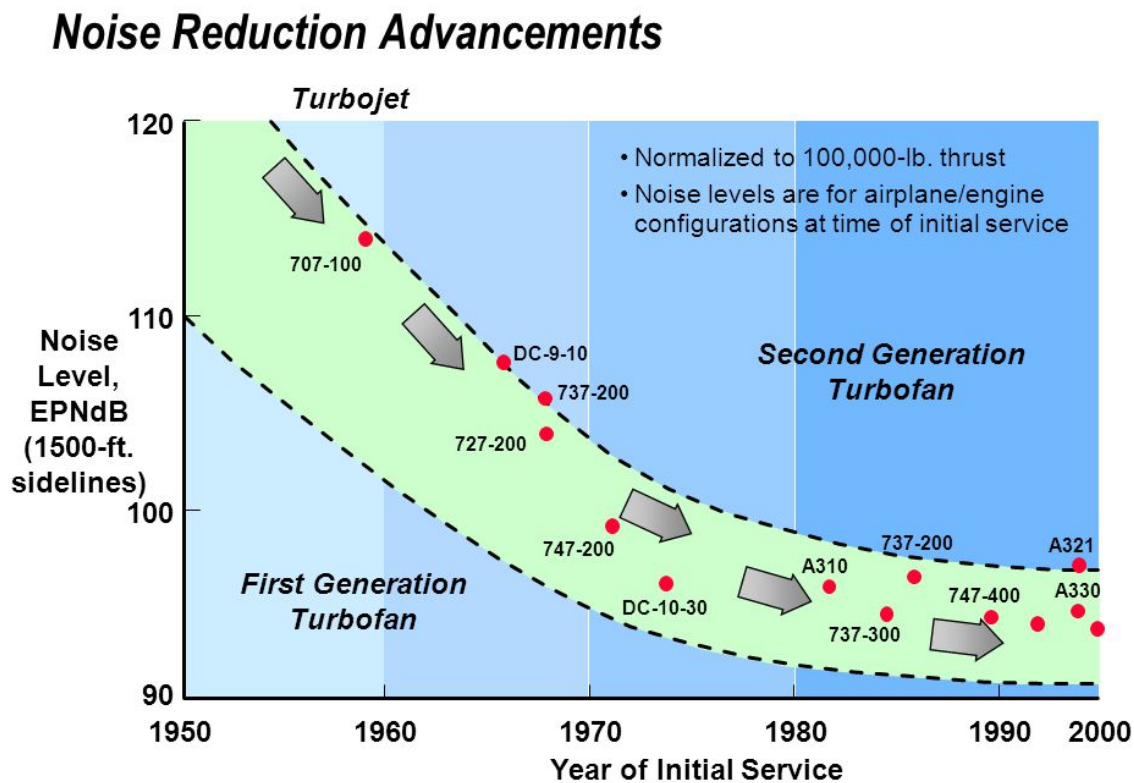 Noise Reduction Advancements
Turbojet
120
• Normalized to 100,000-lb. thrust
• Noise levels are for airplane/engine
configurations at time of initial service
707-100
110
Noise
Level,
EPNdB
(1500-ft.
sidelines)
DC-9-10
Second Generation
Turbofan
737-200
727-200
100
747-200
737-200
A321
A310
First Generation
Turbofan
DC-10-30
747-400
A330
737-300
90
1950
1960
1970
1980
1990
2000
Year of Initial Service